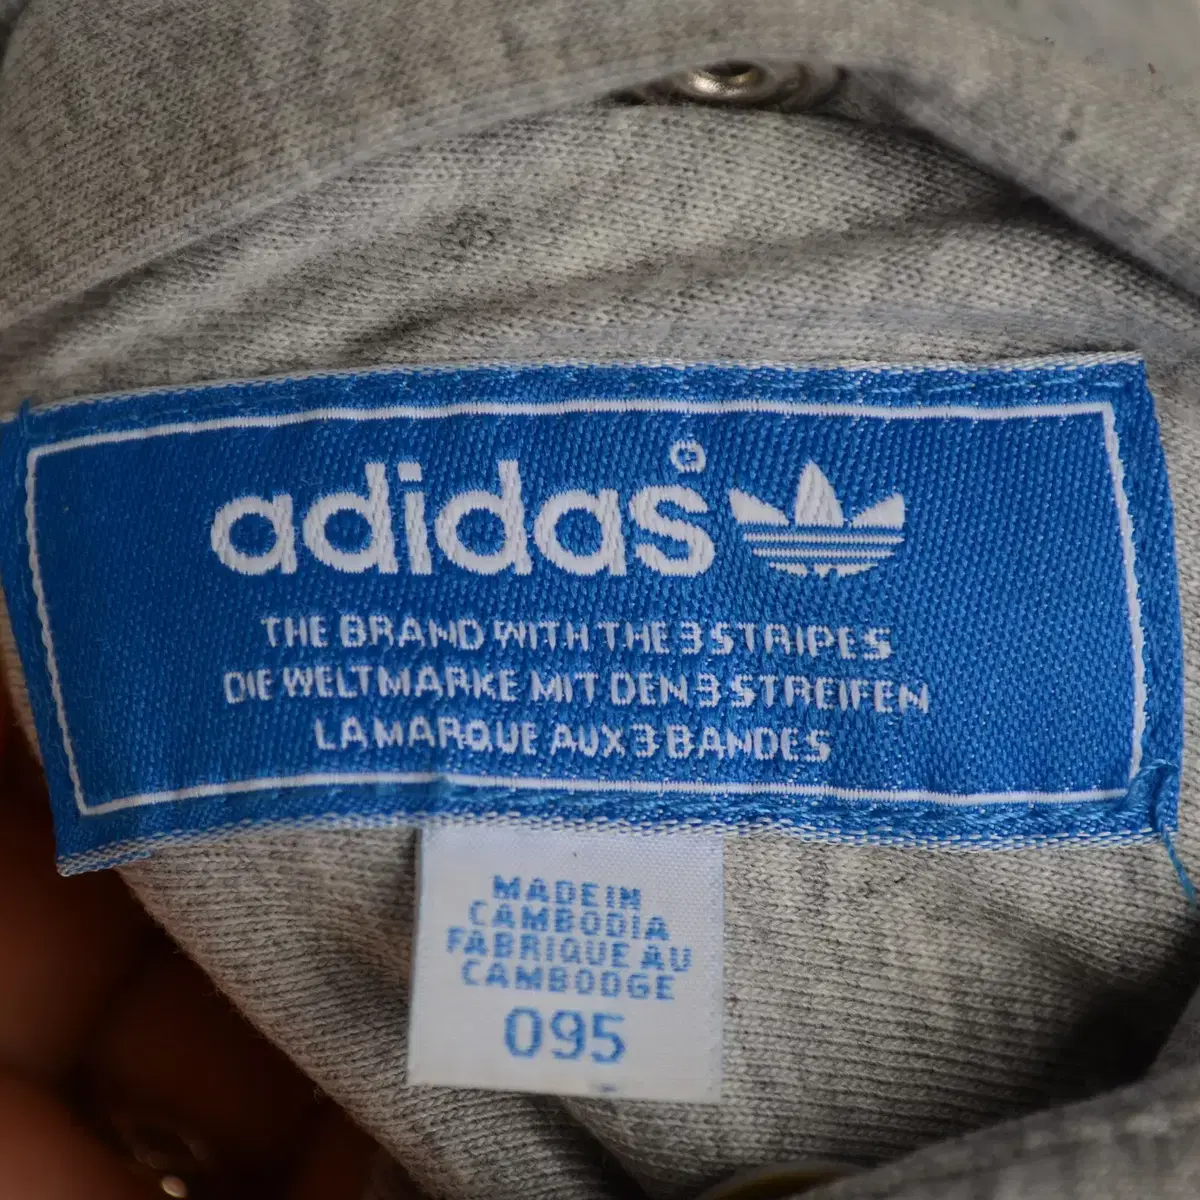 adidas®
THE BRAND WITH THE 3 STRIPES
DIE WELTMARKE MIT DEN 3 STREIFEN
LA MARQUE AUX 3 BANDES
MADE IN
CAMBODIA
FABRIQUE AU
CAMBODGE
095